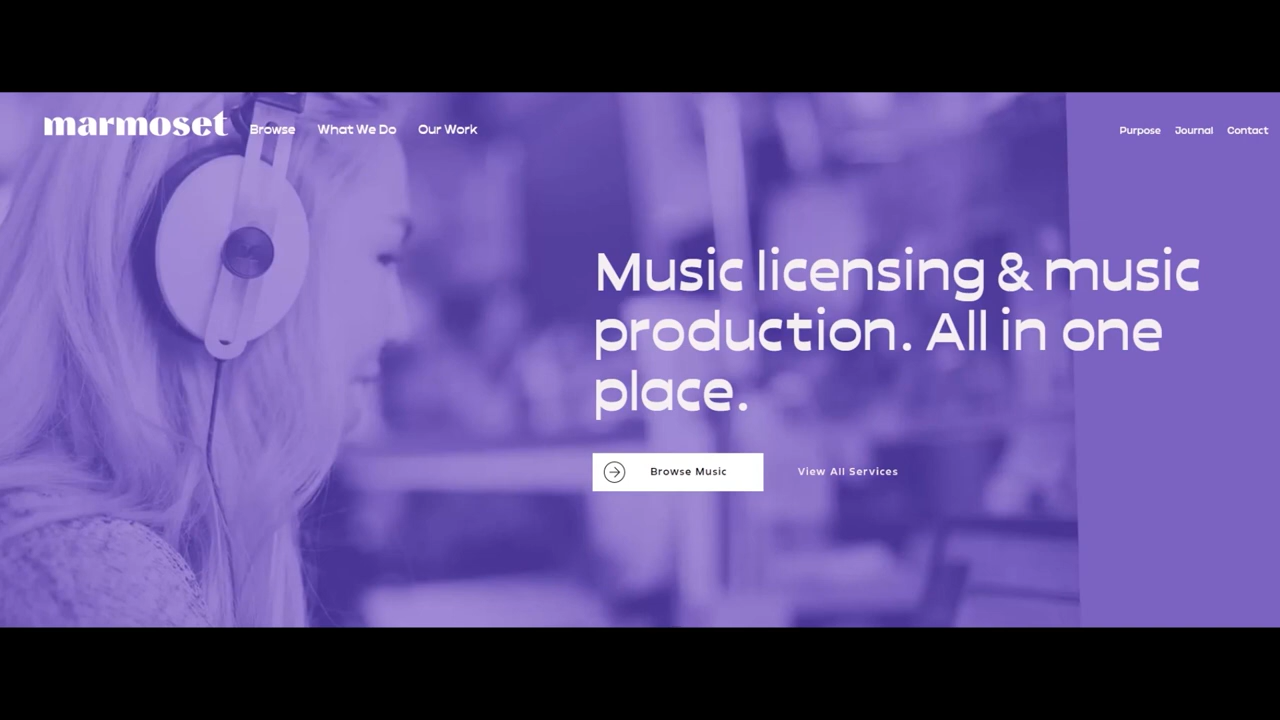 marmoset
Browse What We Do Our Work
Purpose Journal Contact
Music licensing & music
production. All in one
place.
Browse Music
View All Services